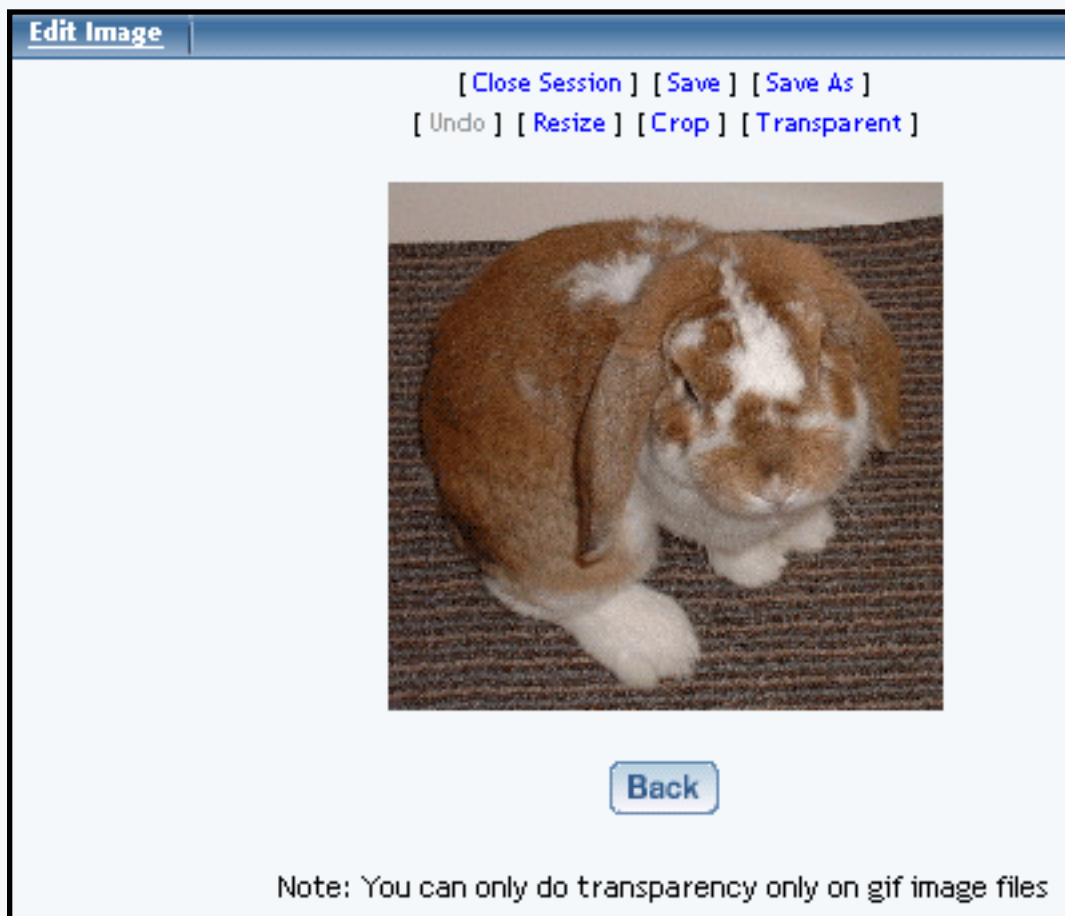 Edit Image
[ Close Session ] [ Save ] [ Save As ]
[ Undo ] [ Resize ] [ Crop ] [ Transparent ]
Back
Note: You can only do transparency only on gif image files